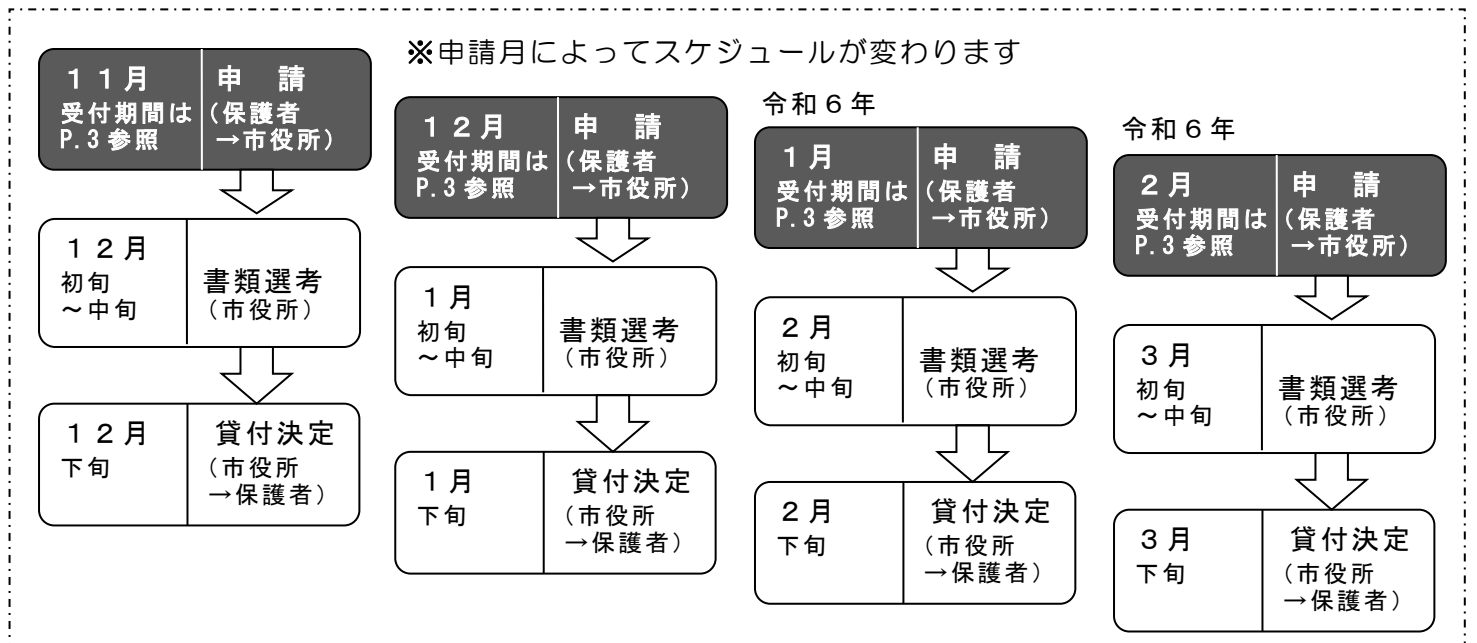 ※申請月によってスケジュールが変わります
１１月
受付期間は
P.3参照
申　請
(保護者
→市役所)
１２月
初旬
～中旬
書類選考
(市役所)
１２月
下旬
貸付決定
(市役所
→保護者)
１２月
受付期間は
P.3参照
申　請
(保護者
→市役所)
１月
初旬
～中旬
書類選考
(市役所)
１月
下旬
貸付決定
(市役所
→保護者)
令和６年
１月
受付期間は
P.3参照
申　請
(保護者
→市役所)
２月
初旬
～中旬
書類選考
(市役所)
２月
下旬
貸付決定
(市役所
→保護者)
令和６年
２月
受付期間は
P.3参照
申　請
(保護者
→市役所)
３月
初旬
～中旬
書類選考
(市役所)
３月
下旬
貸付決定
(市役所
→保護者)